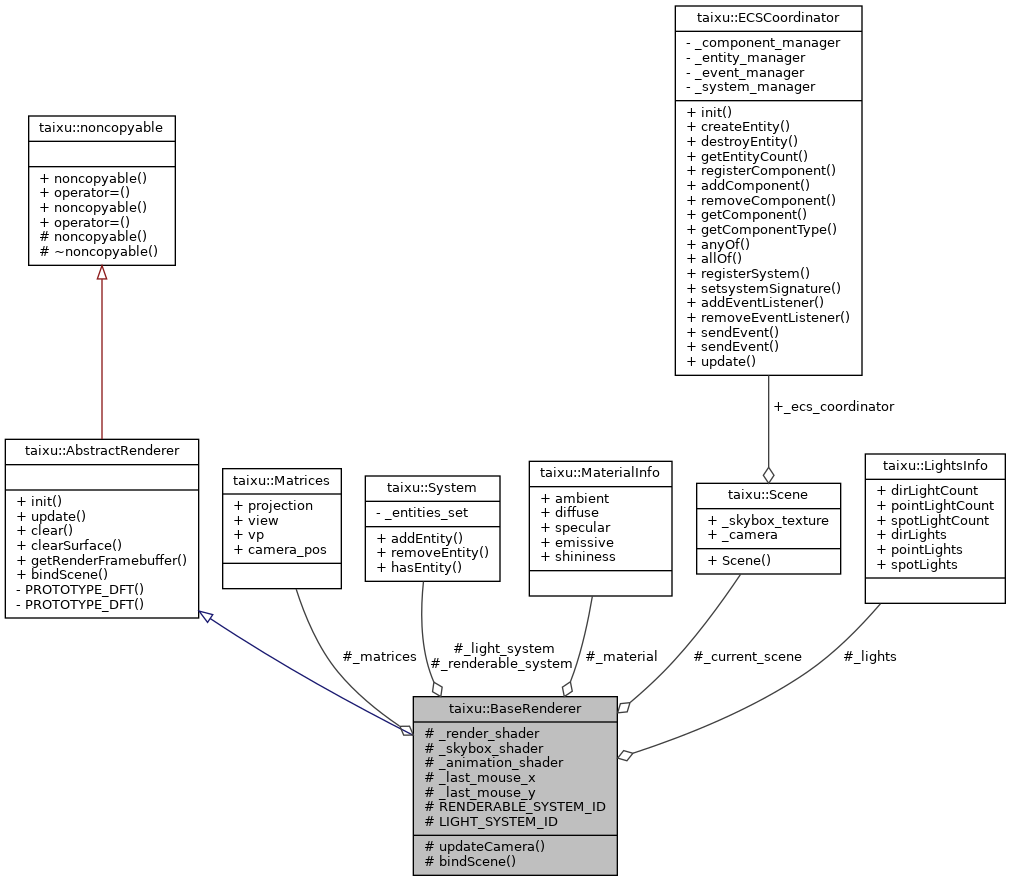 taixu::ECSCoordinator
- _component_manager
- _entity_manager
- _event_manager
- _system_manager
+ init()
+ createEntity()
+ destroyEntity()
+ getEntityCount()
+ registerComponent()
+ addComponent()
+ removeComponent()
+ getComponent()
+ getComponentType()
+ anyOf()
+ allOf()
+ registerSystem()
+ setsystemSignature()
+ addEventListener()
+ removeEventListener()
+ sendEvent()
+ sendEvent()
+ update()
taixu::noncopyable
+ noncopyable()
+ operator=()
+ noncopyable()
+ operator=()
# noncopyable()
# ~noncopyable()
+_ecs_coordinator
taixu::AbstractRenderer
+ init()
+ update()
+ clear()
+ clearSurface()
+ getRenderFramebuffer()
+ bindScene()
- PROTOTYPE_DFT()
- PROTOTYPE_DFT()
taixu::Matrices
+ projection
+ view
+ vp
+ camera_pos
taixu::System
- _entities_set
+ addEntity()
+ removeEntity()
+ hasEntity()
taixu::MaterialInfo
+ ambient
+ diffuse
+ specular
+ emissive
+ shininess
taixu::Scene
+ _skybox_texture
+ _camera
+ Scene()
taixu::LightsInfo
+ dirLightCount
+ pointLightCount
+ spotLightCount
+ dirLights
+ pointLights
+ spotLights
#_matrices
#_light_system
#_renderable_system
#_material
#_current_scene
#_lights
taixu::BaseRenderer
# _render_shader
# _skybox_shader
# _animation_shader
# _last_mouse_x
# _last_mouse_y
# RENDERABLE_SYSTEM_ID
# LIGHT_SYSTEM_ID
# updateCamera()
# bindScene()